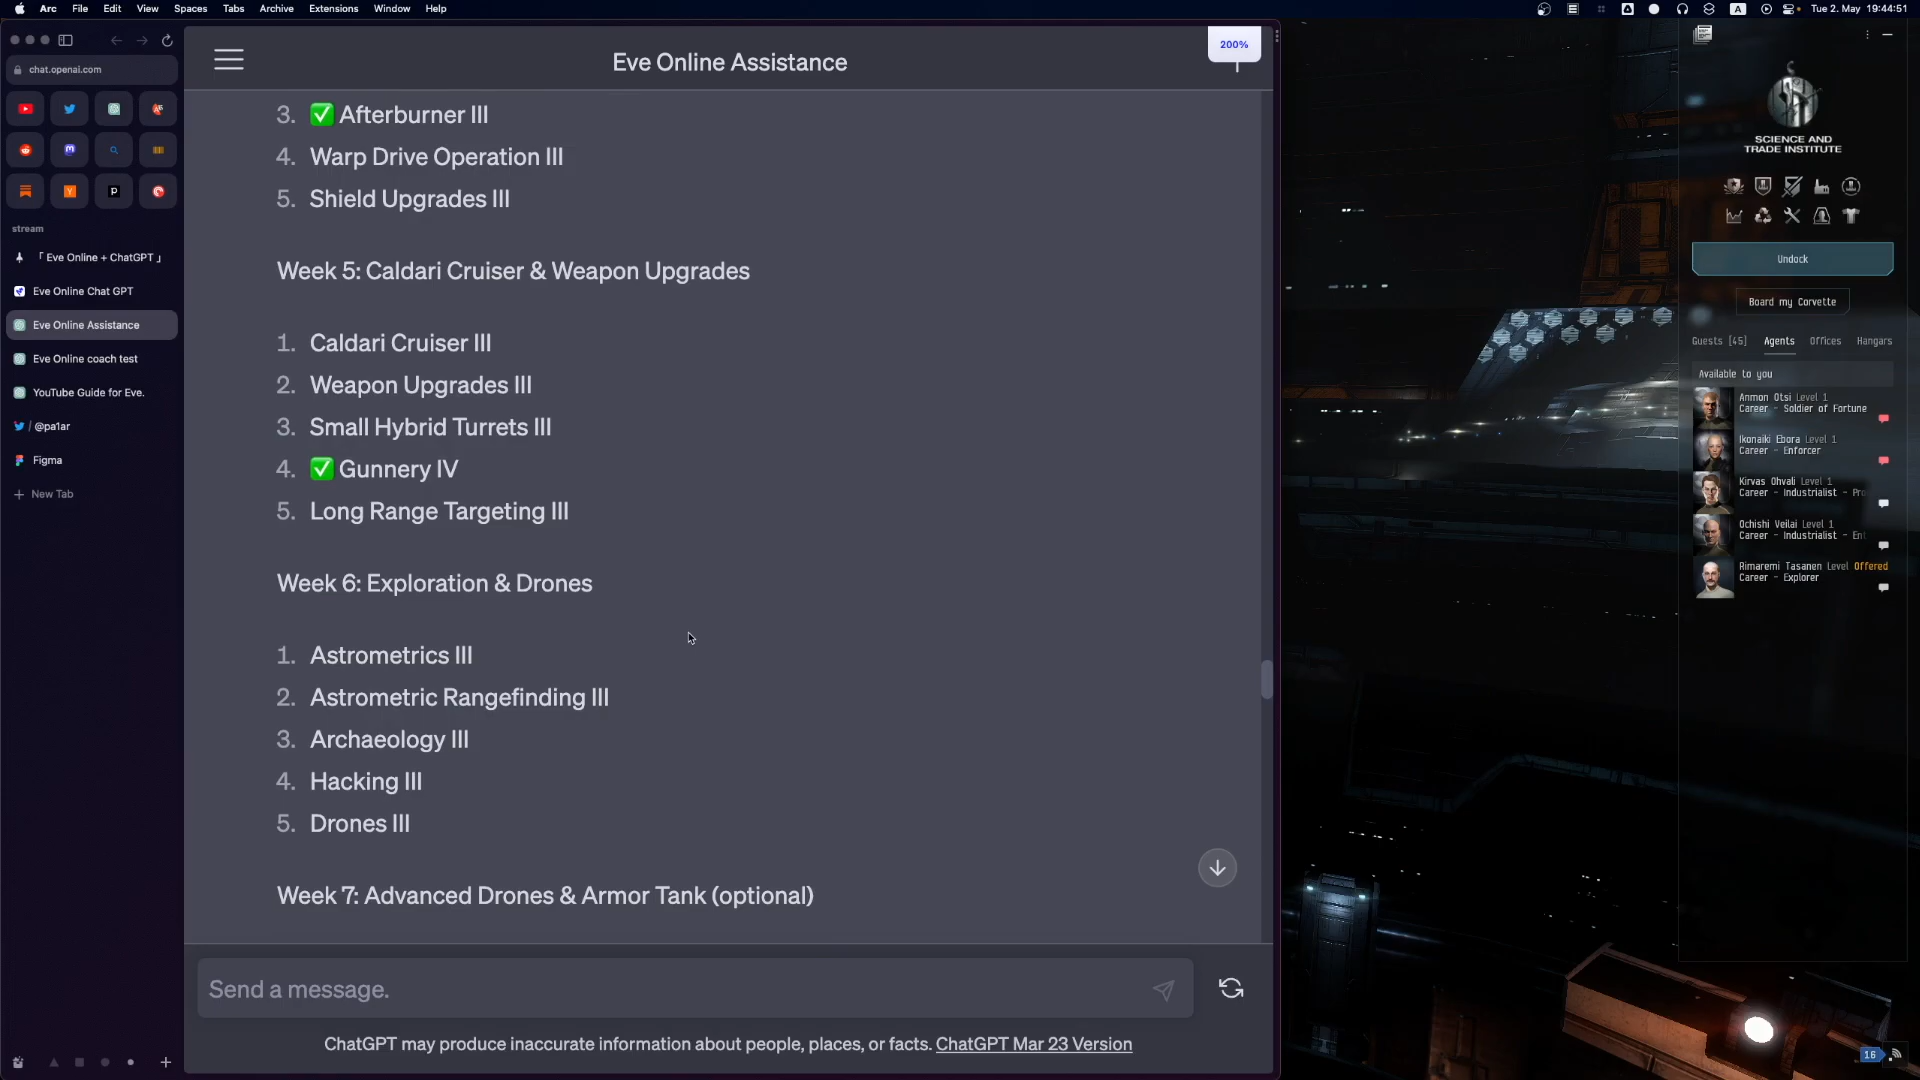 Arc File Edit View Spaces Tabs Archive Extensions Window Help
A
Tue 2. May 19:44:51
chat.openai.com
stream
「 Eve Online + ChatGPT 」
Eve Online Chat GPT
Eve Online Assistance
Eve Online coach test
YouTube Guide for Eve.
/ @pa1ar
Figma
+ New Tab
Eve Online Assistance
200%
3. ✅ Afterburner III
4. Warp Drive Operation III
5. Shield Upgrades III
Week 5: Caldari Cruiser & Weapon Upgrades
1. Caldari Cruiser III
2. Weapon Upgrades III
3. Small Hybrid Turrets III
4. ✅ Gunnery IV
5. Long Range Targeting III
Week 6: Exploration & Drones
1. Astrometrics III
2. Astrometric Rangefinding III
3. Archaeology III
4. Hacking III
5. Drones III
Week 7: Advanced Drones & Armor Tank (optional)
Send a message.
ChatGPT may produce inaccurate information about people, places, or facts. ChatGPT Mar 23 Version
SCIENCE AND
TRADE INSTITUTE
Undock
Board my Corvette
Guests [45] Agents Offices Hangars
Available to you
Anmon Otsi Level 1
Career - Soldier of Fortune
Ikonaiki Ebora Level 1
Career - Enforcer
Kirvas Ohvali Level 1
Career - Industrialist - Pro
Ochishi Veilai Level 1
Career - Industrialist - Ent
Rimaremi Tasanen Level Offered
Career - Explorer
16